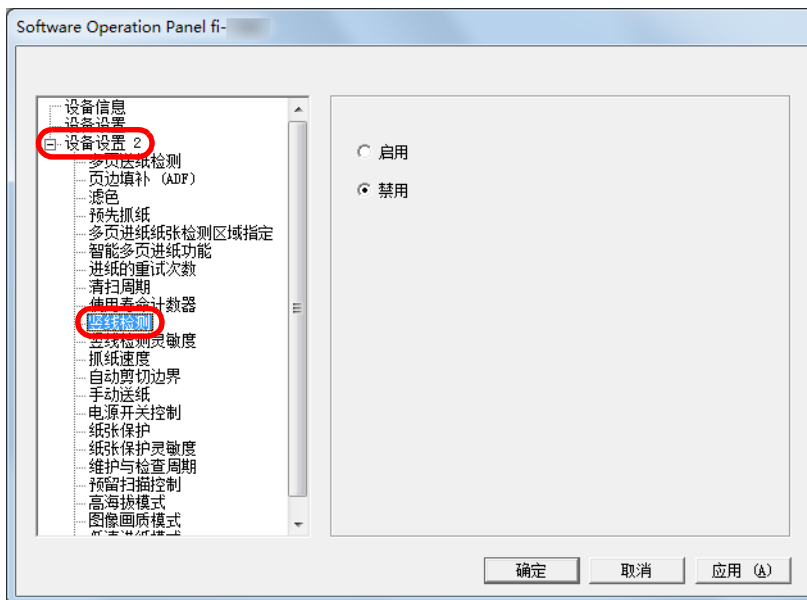 Software Operation Panel fi-
设备信息
设备设置
设备设置 2
多页送纸检测
页边填补 (ADF)
滤色
预先抓纸
多页进纸纸张检测区域指定
智能多页进纸功能
进纸的重试次数
清扫周期
使用寿命计数器
竖线检测
竖线检测灵敏度
抓纸速度
自动剪切边界
手动送纸
电源开关控制
纸张保护
纸张保护灵敏度
维护与检查周期
预留扫描控制
高海拔模式
图像画质模式
低速进纸模式
启用
禁用
确定
取消
应用 (A)